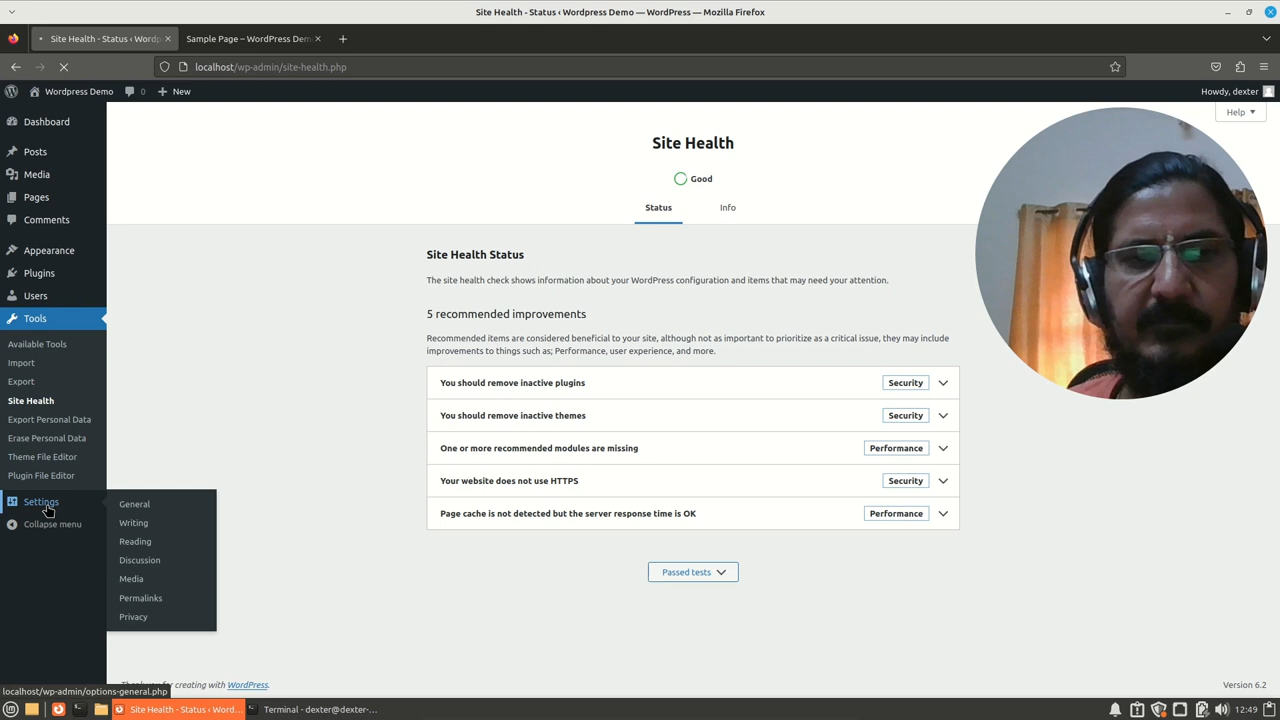 Site Health - Status ‹ Wordpress Demo — WordPress — Mozilla Firefox
Site Health - Status ‹ Wordp
Sample Page – WordPress Dem
localhost/wp-admin/site-health.php
Wordpress Demo
0
New
Howdy, dexter
Help
Dashboard
Posts
Media
Pages
Comments
Appearance
Plugins
Users
Tools
Available Tools
Import
Export
Site Health
Export Personal Data
Erase Personal Data
Theme File Editor
Plugin File Editor
Settings
Collapse menu
General
Writing
Reading
Discussion
Media
Permalinks
Privacy
Site Health
Good
Status
Info
Site Health Status
The site health check shows information about your WordPress configuration and items that may need your attention.
5 recommended improvements
Recommended items are considered beneficial to your site, although not as important to prioritize as a critical issue, they may include
improvements to things such as; Performance, user experience, and more.
You should remove inactive plugins Security
You should remove inactive themes Security
One or more recommended modules are missing Performance
Your website does not use HTTPS Security
Page cache is not detected but the server response time is OK Performance
Passed tests
for creating with WordPress.
Version 6.2
localhost/wp-admin/options-general.php
Site Health - Status ‹ Word...
Terminal - dexter@dexter-...
12:49